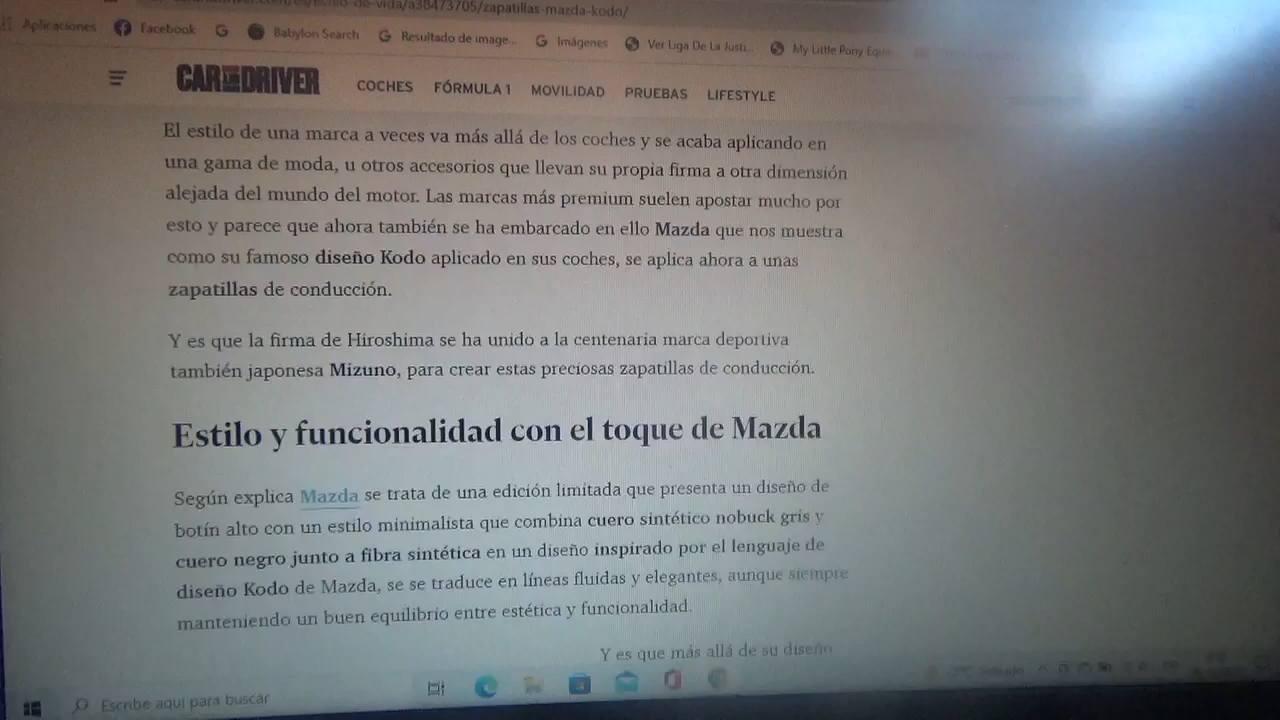 vida/a38473705/zapatillas-mazda-kodo/
Aplicaciones Facebook Babylon Search Resultado de image... Imágenes Ver Liga De La Justi... My Little Pony Eque
CAR AND DRIVER COCHES FÓRMULA 1 MOVILIDAD PRUEBAS LIFESTYLE
El estilo de una marca a veces va más allá de los coches y se acaba aplicando en
una gama de moda, u otros accesorios que llevan su propia firma a otra dimensión
alejada del mundo del motor. Las marcas más premium suelen apostar mucho por
esto y parece que ahora también se ha embarcado en ello Mazda que nos muestra
como su famoso diseño Kodo aplicado en sus coches, se aplica ahora a unas
zapatillas de conducción.
Y es que la firma de Hiroshima se ha unido a la centenaria marca deportiva
también japonesa Mizuno, para crear estas preciosas zapatillas de conducción.
Estilo y funcionalidad con el toque de Mazda
Según explica Mazda se trata de una edición limitada que presenta un diseño de
botín alto con un estilo minimalista que combina cuero sintético nobuck gris y
cuero negro junto a fibra sintética en un diseño inspirado por el lenguaje de
diseño Kodo de Mazda, se se traduce en líneas fluidas y elegantes, aunque siempre
manteniendo un buen equilibrio entre estética y funcionalidad.
Y es que más allá de su diseño
Escribe aquí para buscar